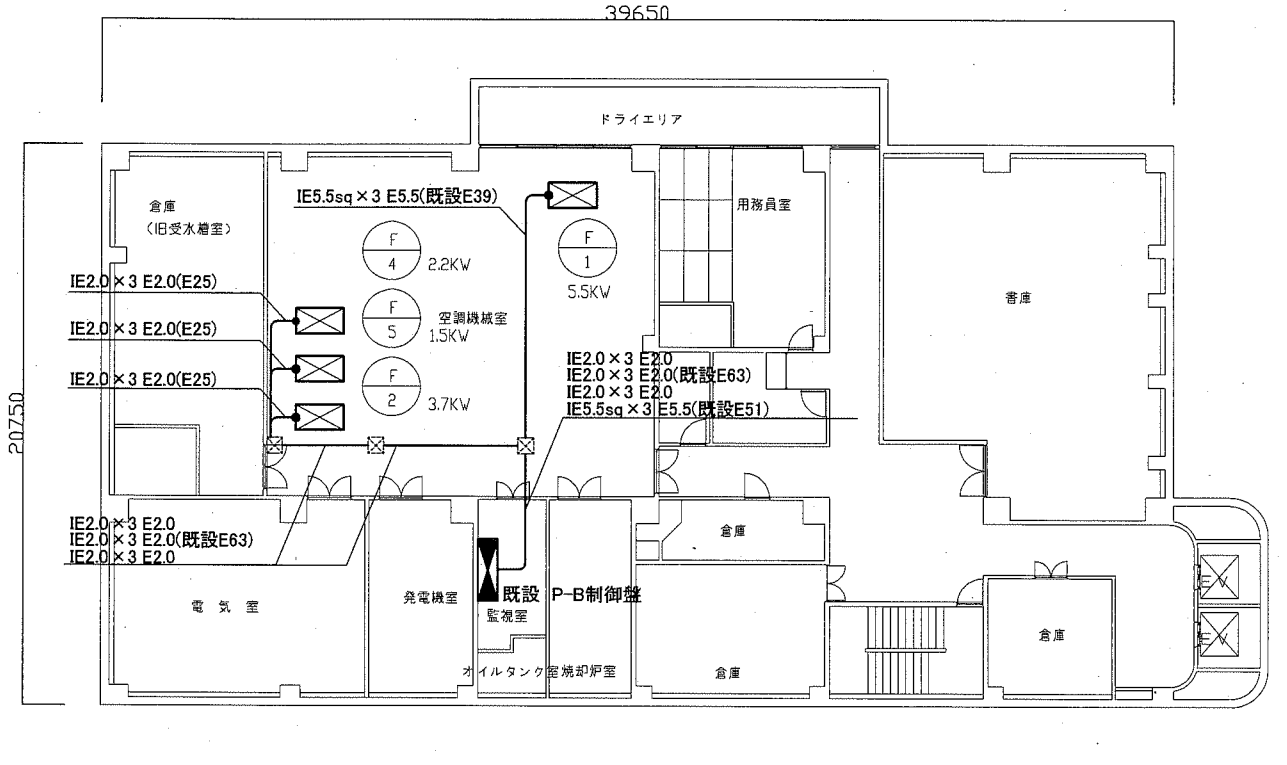 39650
ドライエリア
倉庫
(旧受水槽室)
IE5.5sq×3 E5.5(既設E39)
用務員室
F
4
2.2KW
F
1
5.5KW
書庫
IE2.0×3 E2.0(E25)
F
5
空調機械室
1.5KW
IE2.0×3 E2.0(E25)
IE2.0×3 E2.0(E25)
F
2
3.7KW
IE2.0×3 E2.0
IE2.0×3 E2.0(既設E63)
IE2.0×3 E2.0
IE5.5sq×3 E5.5(既設E51)
20750
IE2.0×3 E2.0
IE2.0×3 E2.0(既設E63)
IE2.0×3 E2.0
倉庫
電気室
発電機室
既設 P-B制御盤
監視室
オイルタンク室
焼却炉室
倉庫
倉庫
EV
EV